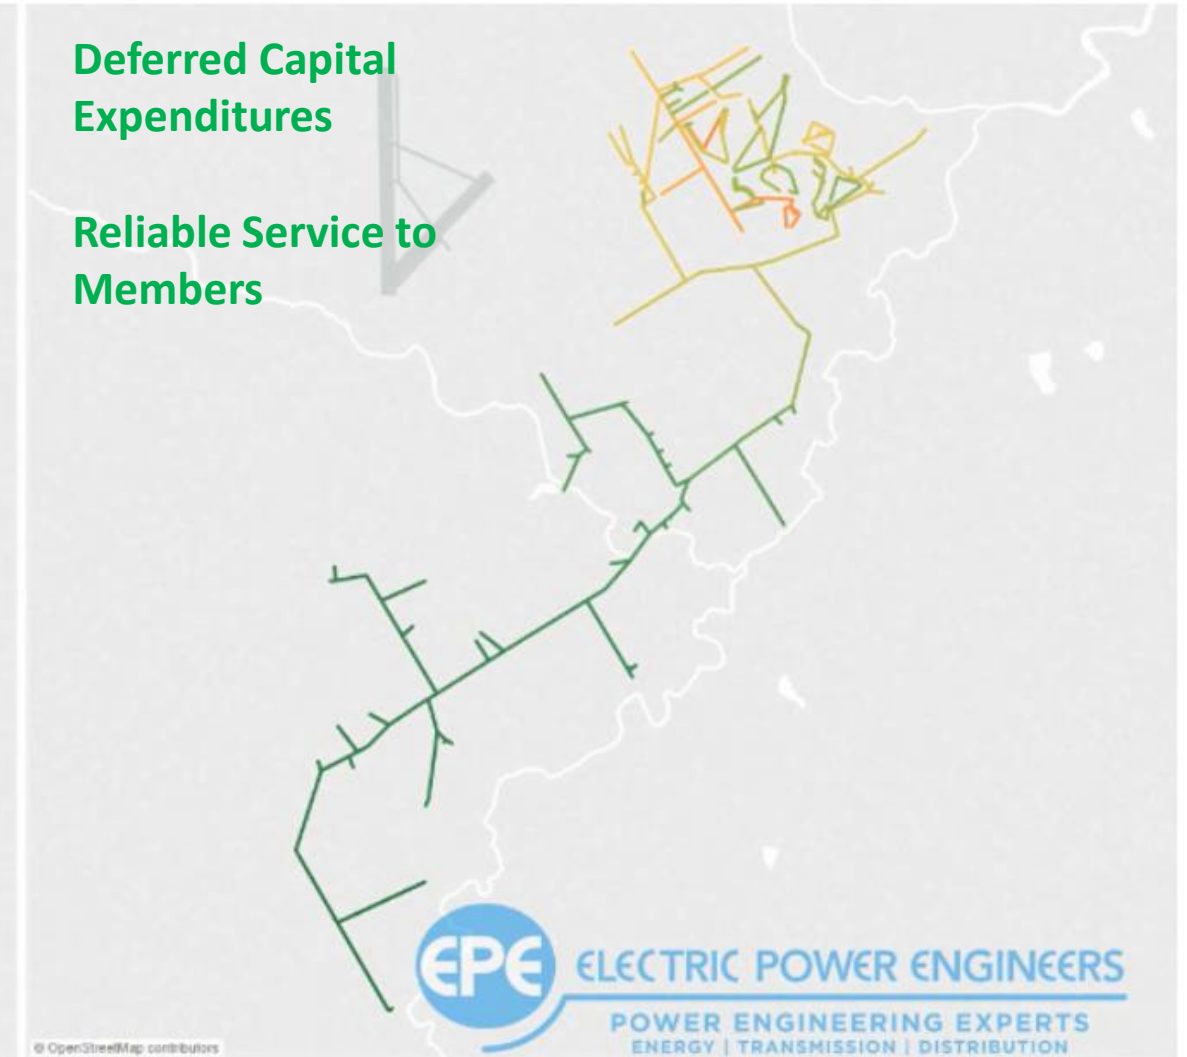 Deferred Capital
Expenditures
Reliable Service to
Members
EPE
ELECTRIC POWER ENGINEERS
POWER ENGINEERING EXPERTS
ENERGY | TRANSMISSION | DISTRIBUTION
© OpenStreetMap contributors